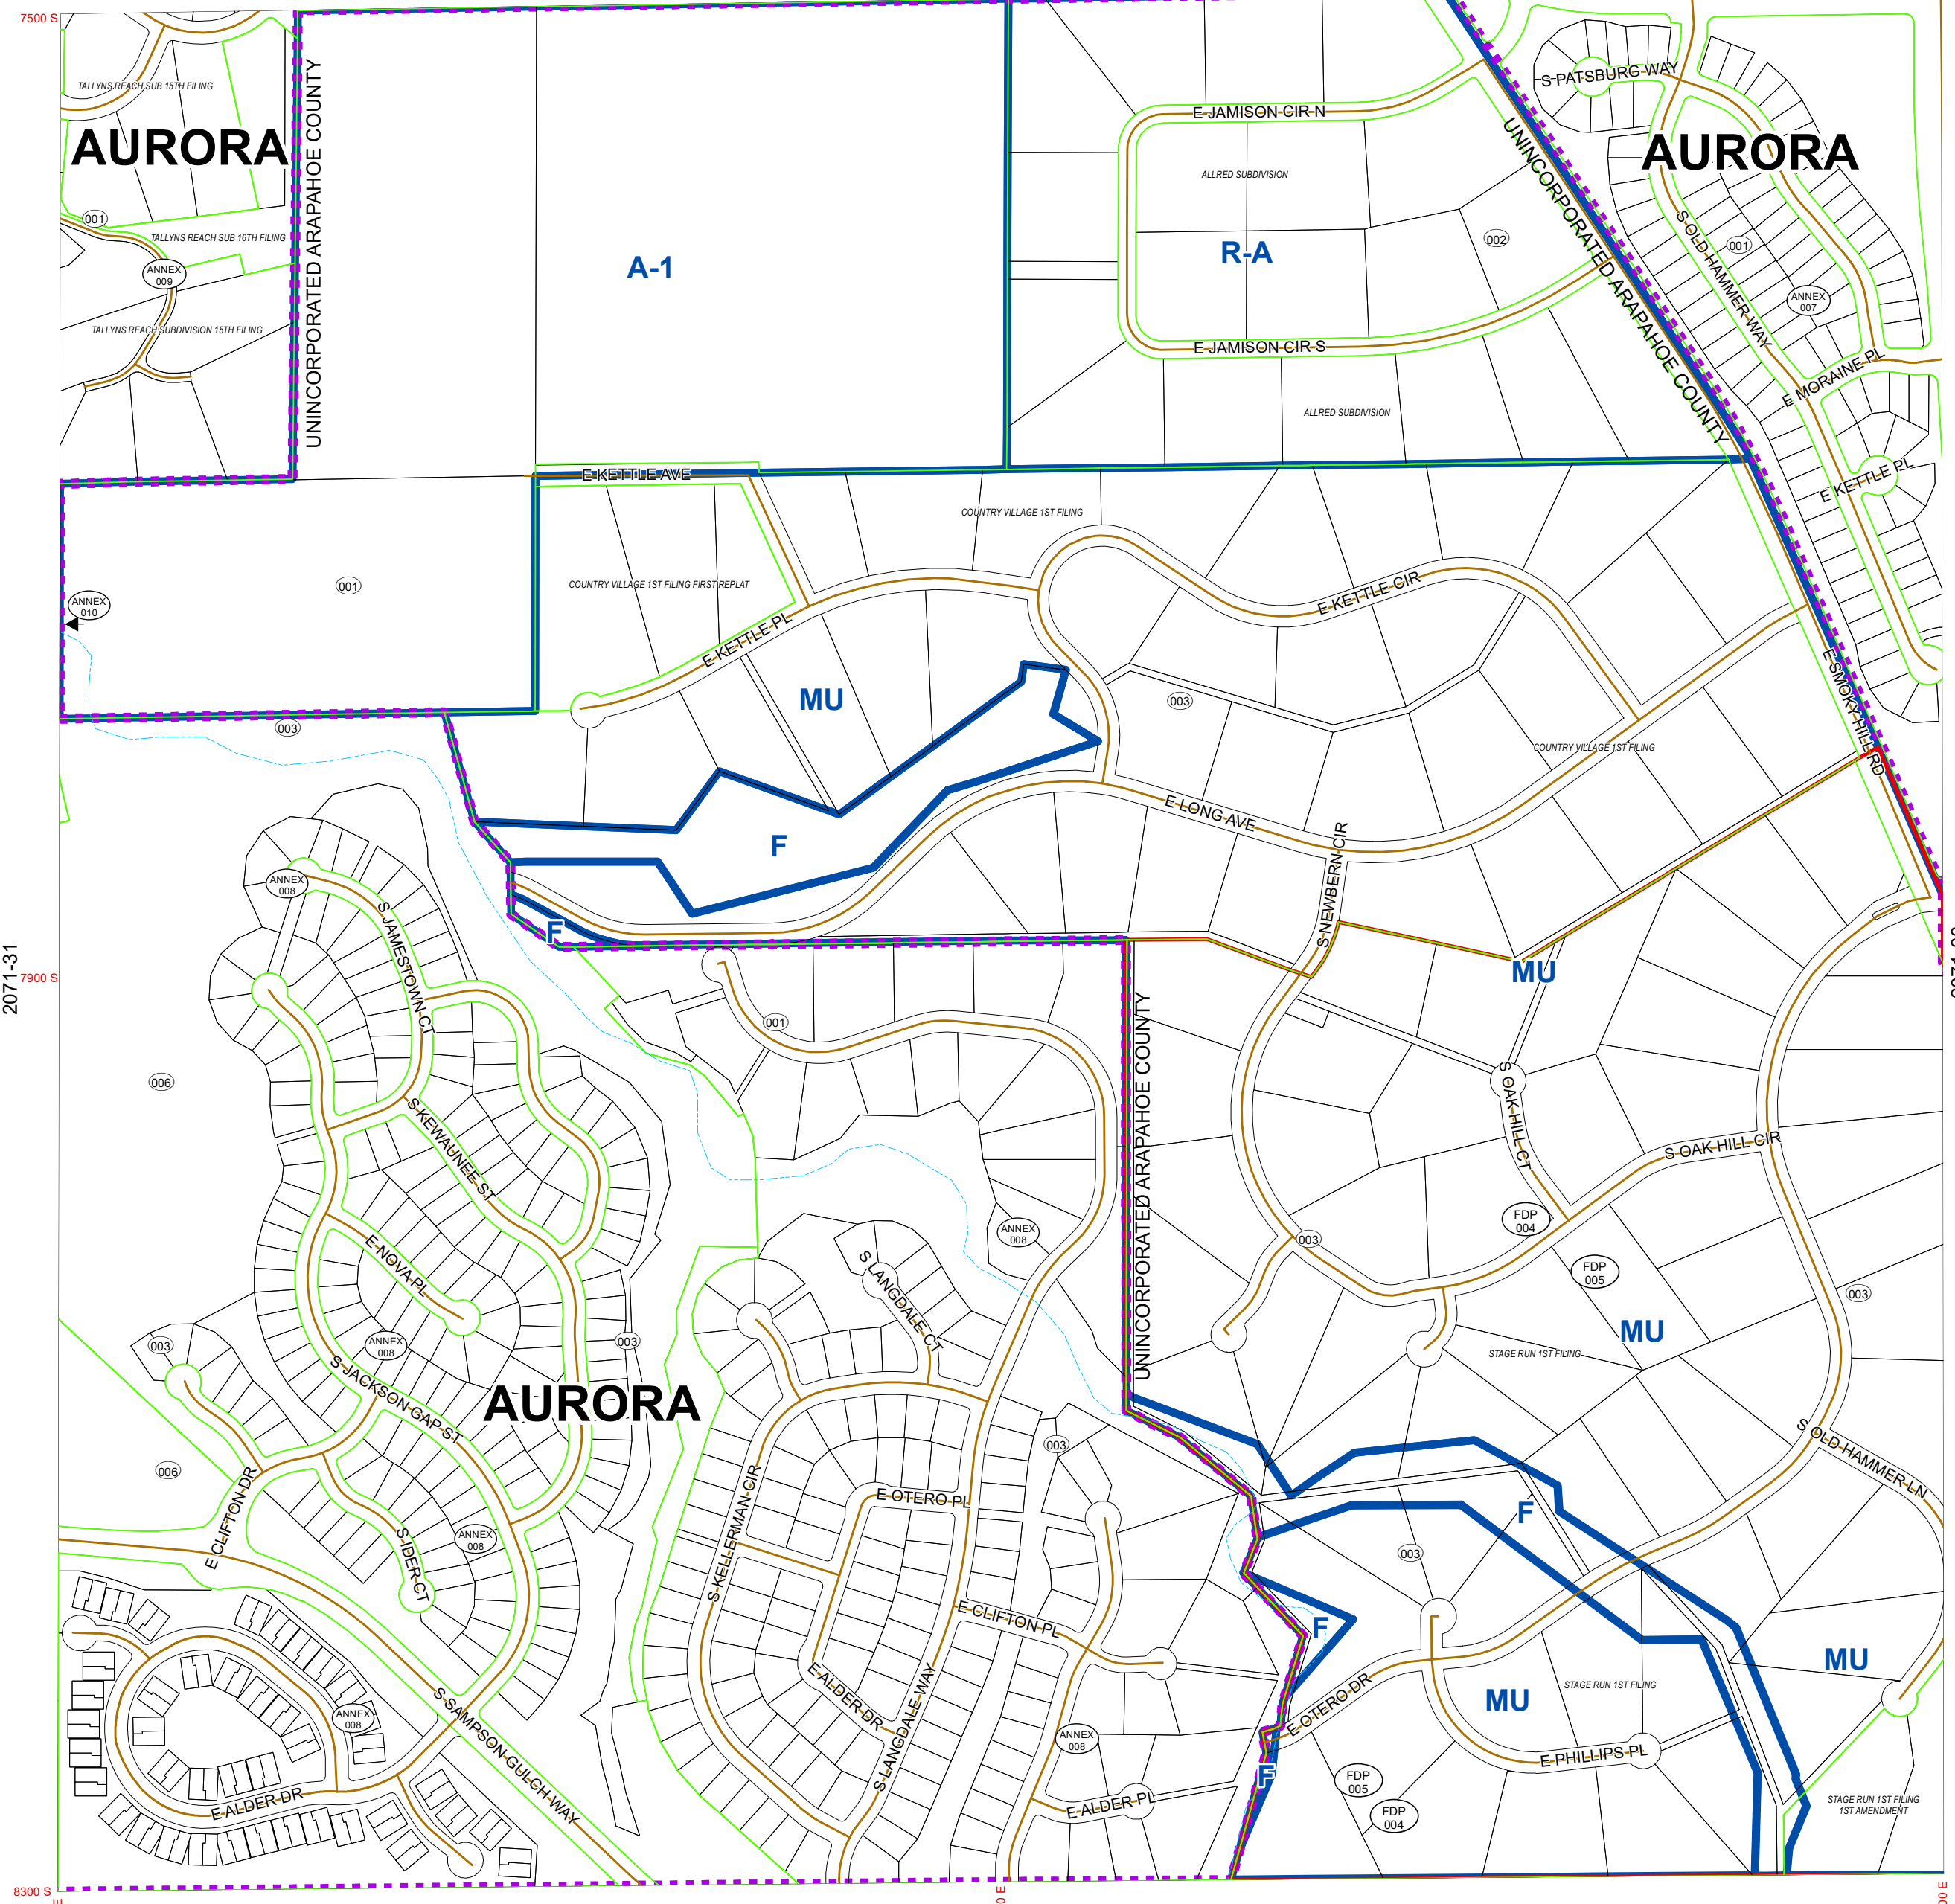 7500 S
TALLYNS REACH SUB 15TH FILING
AURORA
UNINCORPORATED ARAPAHOE COUNTY
001
TALLYNS REACH SUB 16TH FILING
ANNEX
009
TALLYNS REACH SUBDIVISION 15TH FILING
A-1
E JAMISON CIR N
ALLRED SUBDIVISION
R-A
002
E JAMISON CIR S
ALLRED SUBDIVISION
UNINCORPORATED ARAPAHOE COUNTY
S PATSBURG WAY
AURORA
S OLD HAMMER WAY
001
ANNEX
007
E MORAINE PL
E KETTLE PL
E KETTLE AVE
COUNTRY VILLAGE 1ST FILING
COUNTRY VILLAGE 1ST FILING FIRST REPLAT
001
ANNEX
010
E KETTLE CIR
E KETTLE PL
MU
003
003
E SMOKY HILL RD
COUNTRY VILLAGE 1ST FILING
E LONG AVE
F
S NEWBERN CIR
ANNEX
008
S JAMESTOWN CT
F
2071-31
7900 S
MU
001
UNINCORPORATED ARAPAHOE COUNTY
006
S KEWAUNEE ST
S OAK HILL CT
S OAK HILL CIR
FDP
004
ANNEX
008
003
E NOVA PL
S LANGDALE CT
FDP
005
003
MU
003
ANNEX
008
003
STAGE RUN 1ST FILING
S JACKSON GAP ST
AURORA
003
S OLD HAMMER LN
006
E CLIFTON DR
S KELLERMAN CIR
E OTERO PL
F
ANNEX
008
003
S IDER CT
E CLIFTON PL
F
MU
E ALDER DR
S LANGDALE WAY
E OTERO DR
MU
STAGE RUN 1ST FILING
ANNEX
008
S SAMPSON GULCH WAY
ANNEX
008
E PHILLIPS PL
F
FDP
005
E ALDER DR
E ALDER PL
FDP
004
STAGE RUN 1ST FILING
1ST AMENDMENT
8300 S